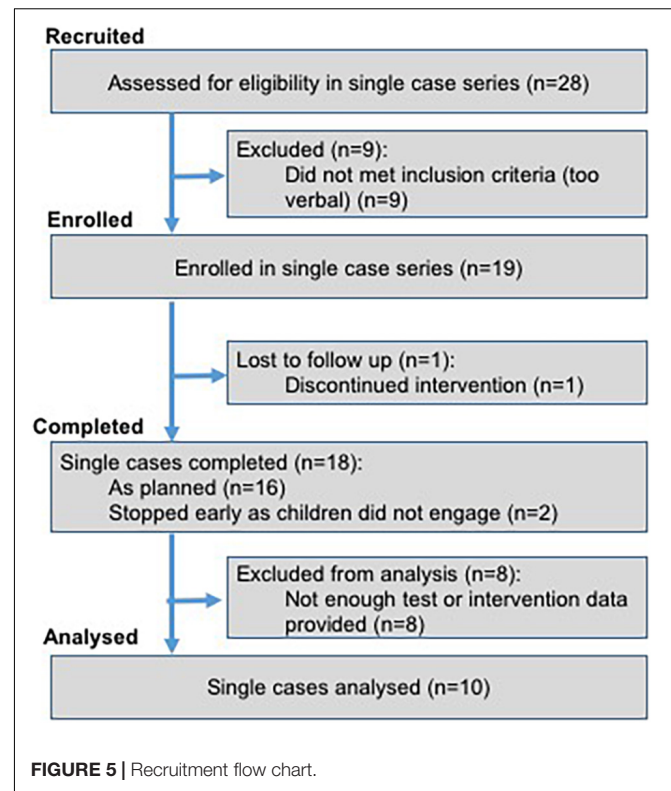 Recruited
Assessed for eligibility in single case series (n=28)
Excluded (n=9):
Did not met inclusion criteria (too
verbal) (n=9)
Enrolled
Enrolled in single case series (n=19)
Lost to follow up (n=1):
Discontinued intervention (n=1)
Completed
Single cases completed (n=18):
As planned (n=16)
Stopped early as children did not engage (n=2)
Excluded from analysis (n=8):
Not enough test or intervention data
provided (n=8)
Analysed
Single cases analysed (n=10)
FIGURE 5 | Recruitment flow chart.